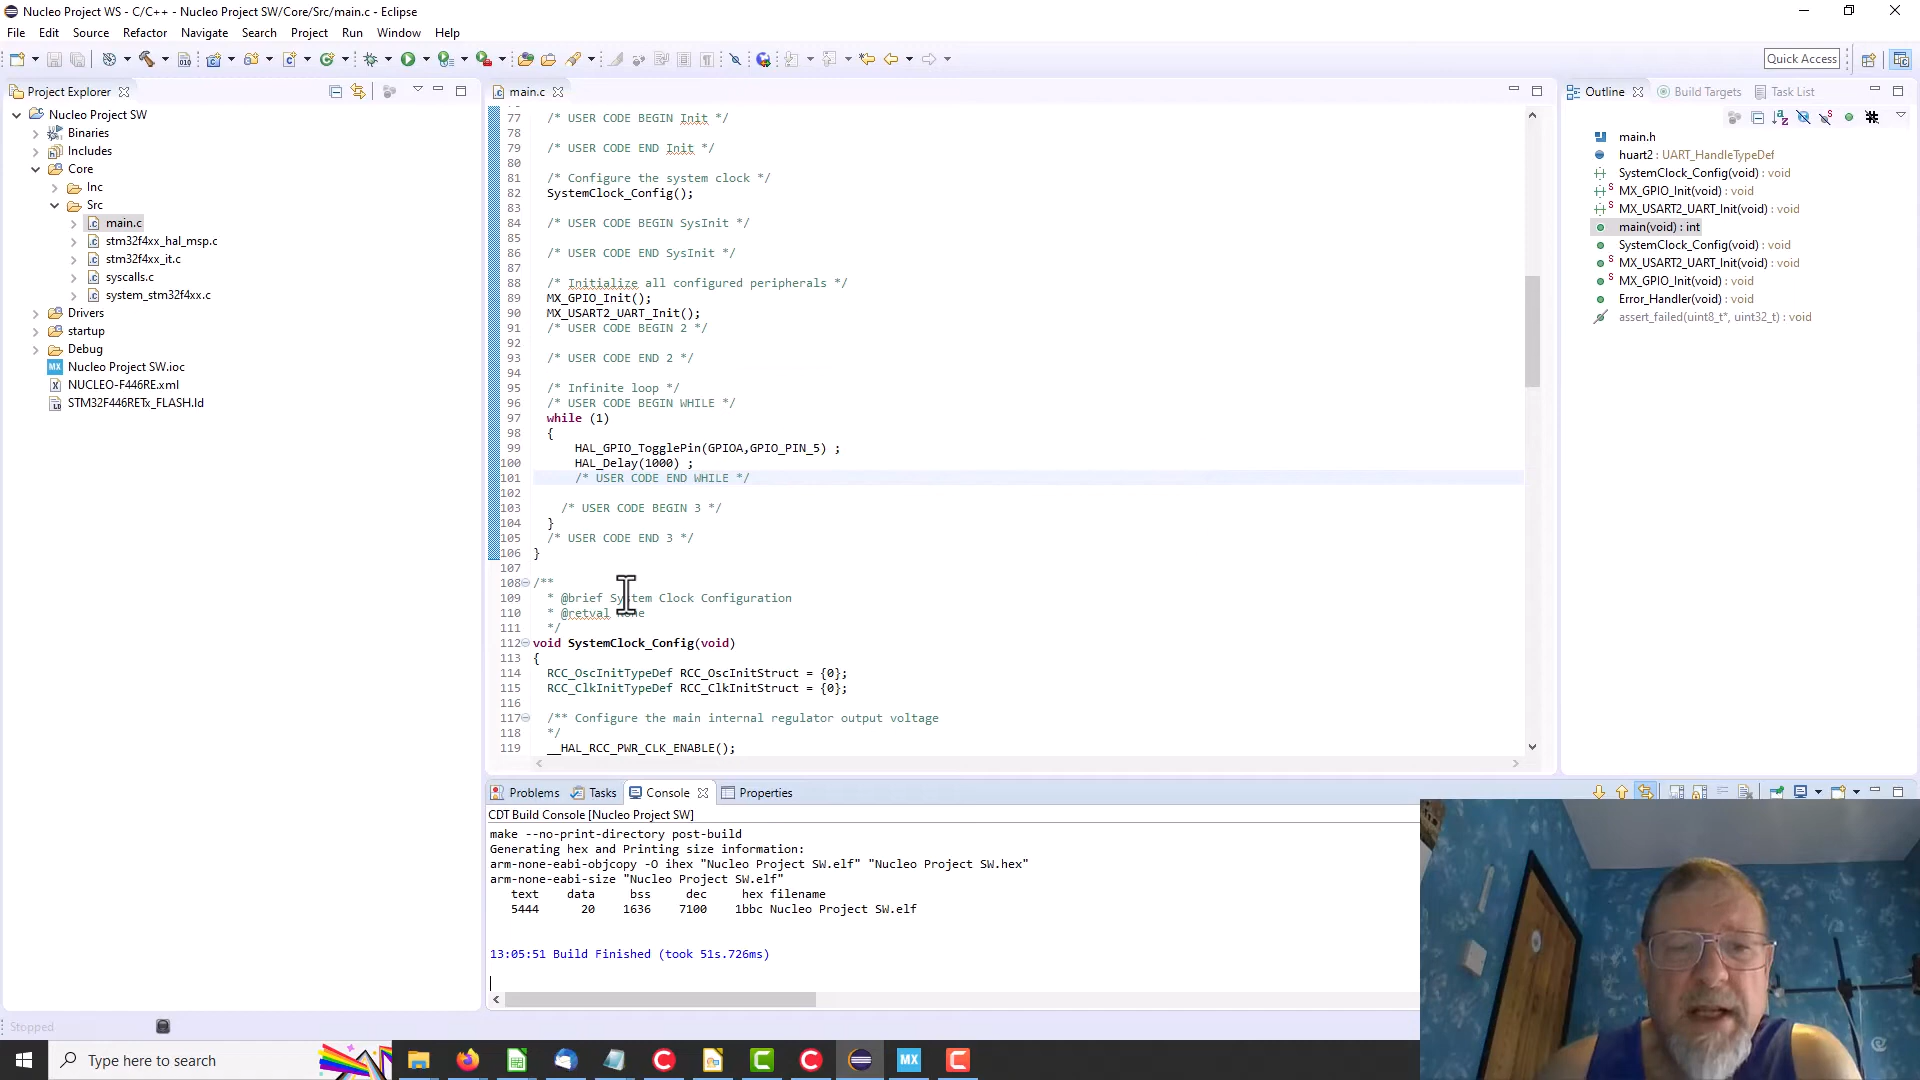 Nucleo Project WS - C/C++ - Nucleo Project SW/Core/Src/main.c - Eclipse
File Edit Source Refactor Navigate Search Project Run Window Help
Quick Access
Project Explorer
Nucleo Project SW
Binaries
Includes
Core
Inc
Src
main.c
stm32f4xx_hal_msp.c
stm32f4xx_it.c
syscalls.c
system_stm32f4xx.c
Drivers
startup
Debug
Nucleo Project SW.ioc
NUCLEO-F446RE.xml
STM32F446RETx_FLASH.ld
main.c
77 /* USER CODE BEGIN Init */
78
79 /* USER CODE END Init */
80
81 /* Configure the system clock */
82 SystemClock_Config();
83
84 /* USER CODE BEGIN SysInit */
85
86 /* USER CODE END SysInit */
87
88 /* Initialize all configured peripherals */
89 MX_GPIO_Init();
90 MX_USART2_UART_Init();
91 /* USER CODE BEGIN 2 */
92
93 /* USER CODE END 2 */
94
95 /* Infinite loop */
96 /* USER CODE BEGIN WHILE */
97 while (1)
98 {
99 HAL_GPIO_TogglePin(GPIOA,GPIO_PIN_5) ;
100 HAL_Delay(1000) ;
101 /* USER CODE END WHILE */
102
103 /* USER CODE BEGIN 3 */
104 }
105 /* USER CODE END 3 */
106 }
107
108 /**
109 * @brief System Clock Configuration
110 * @retval None
111 */
112 void SystemClock_Config(void)
113 {
114 RCC_OscInitTypeDef RCC_OscInitStruct = {0};
115 RCC_ClkInitTypeDef RCC_ClkInitStruct = {0};
116
117 /** Configure the main internal regulator output voltage
118 */
119 __HAL_RCC_PWR_CLK_ENABLE();
Outline Build Targets Task List
main.h
huart2 : UART_HandleTypeDef
SystemClock_Config(void) : void
MX_GPIO_Init(void) : void
MX_USART2_UART_Init(void) : void
main(void) : int
SystemClock_Config(void) : void
MX_USART2_UART_Init(void) : void
MX_GPIO_Init(void) : void
Error_Handler(void) : void
assert_failed(uint8_t*, uint32_t) : void
Problems Tasks Console Properties
CDT Build Console [Nucleo Project SW]
make --no-print-directory post-build
Generating hex and Printing size information:
arm-none-eabi-objcopy -O ihex "Nucleo Project SW.elf" "Nucleo Project SW.hex"
arm-none-eabi-size "Nucleo Project SW.elf"
text data bss dec hex filename
5444 20 1636 7100 1bbc Nucleo Project SW.elf
13:05:51 Build Finished (took 51s.726ms)
Stopped
Type here to search
MX